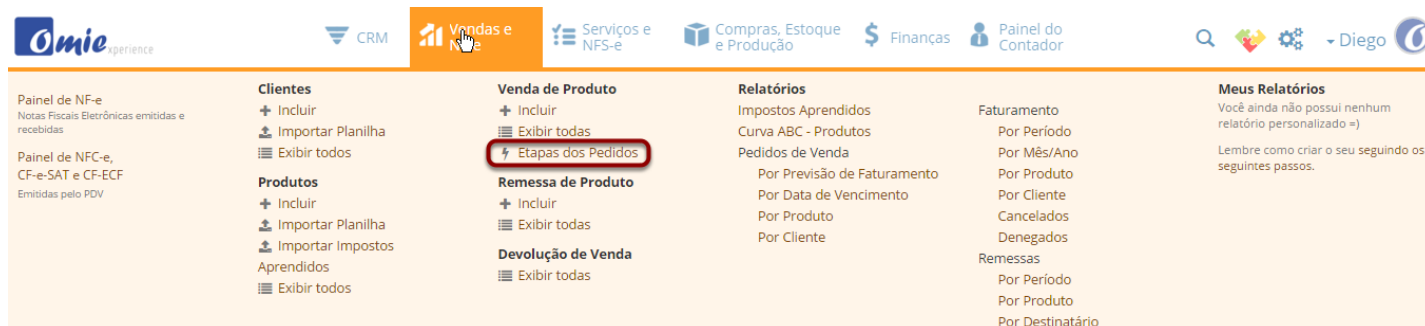 Omie
xperience
CRM
Vendas e
Serviços e
NFS-e
Compras, Estoque
e Produção
Finanças
Painel do
Contador
Diego
Painel de NF-e
Notas Fiscais Eletrônicas emitidas e
recebidas
Painel de NFC-e,
CF-e-SAT e CF-ECF
Emitidas pelo PDV
Clientes
Incluir
Importar Planilha
Exibir todos
Produtos
Incluir
Importar Planilha
Importar Impostos
Aprendidos
Exibir todos
Venda de Produto
Incluir
Exibir todas
Etapas dos Pedidos
Remessa de Produto
Incluir
Exibir todas
Devolução de Venda
Exibir todas
Relatórios
Impostos Aprendidos
Curva ABC - Produtos
Pedidos de Venda
Por Previsão de Faturamento
Por Data de Vencimento
Por Produto
Por Cliente
Faturamento
Por Período
Por Mês/Ano
Por Produto
Por Cliente
Cancelados
Denegados
Remessas
Por Período
Por Produto
Por Destinatário
Meus Relatórios
Você ainda não possui nenhum
relatório personalizado =)
Lembre como criar o seu seguindo os
seguintes passos.